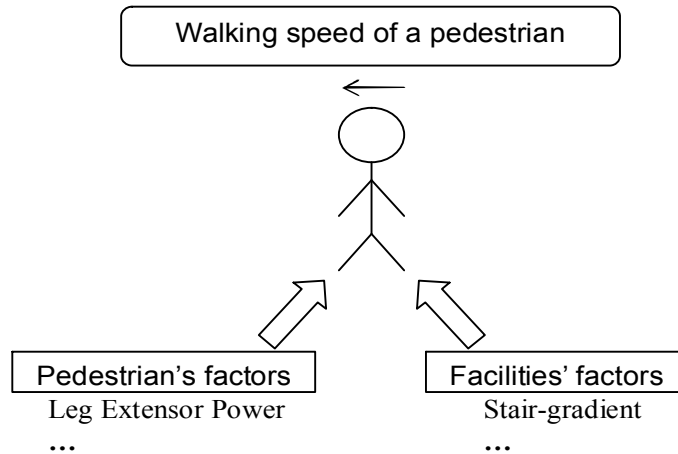 Walking speed of a pedestrian
Pedestrian's factors
Leg Extensor Power
...
Facilities' factors
Stair-gradient
...